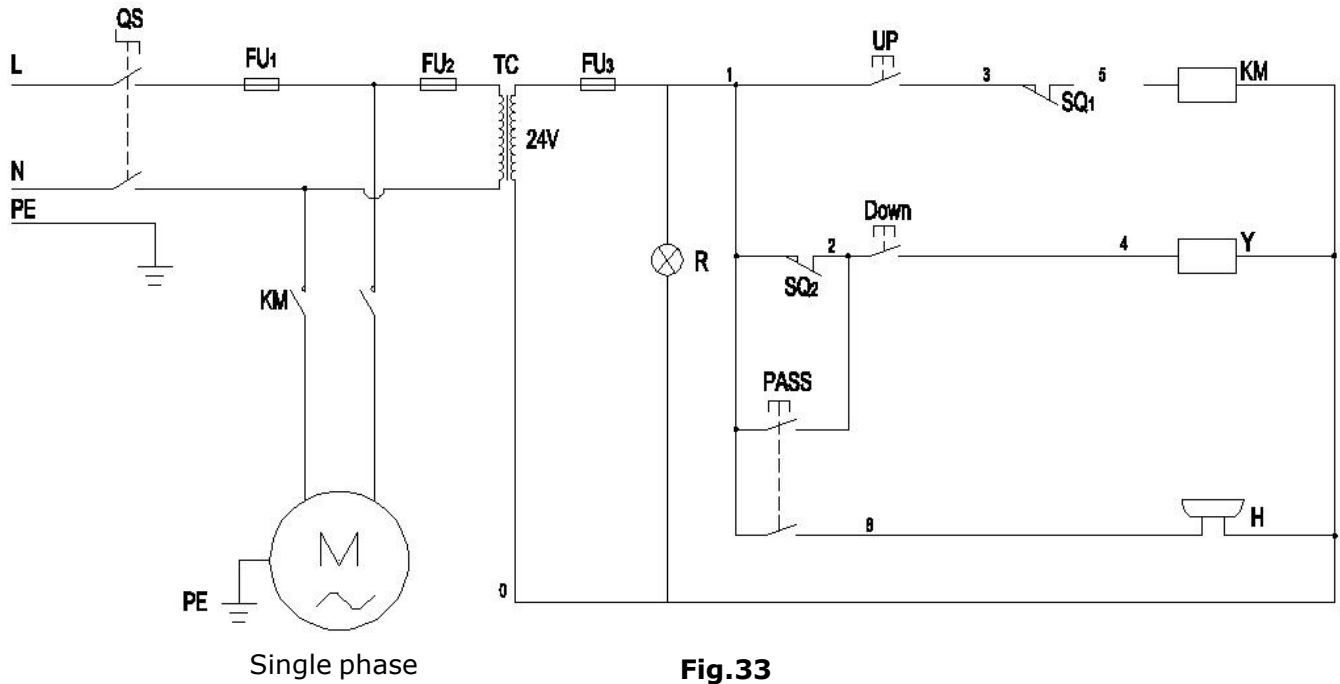 QS
L FU1 FU2 TC FU3 1 UP 3 SQ1 5 KM
24V
N
PE
R SQ2 2 Down 4 Y
KM
PASS
M
8 H
PE
0
Single phase
Fig.33